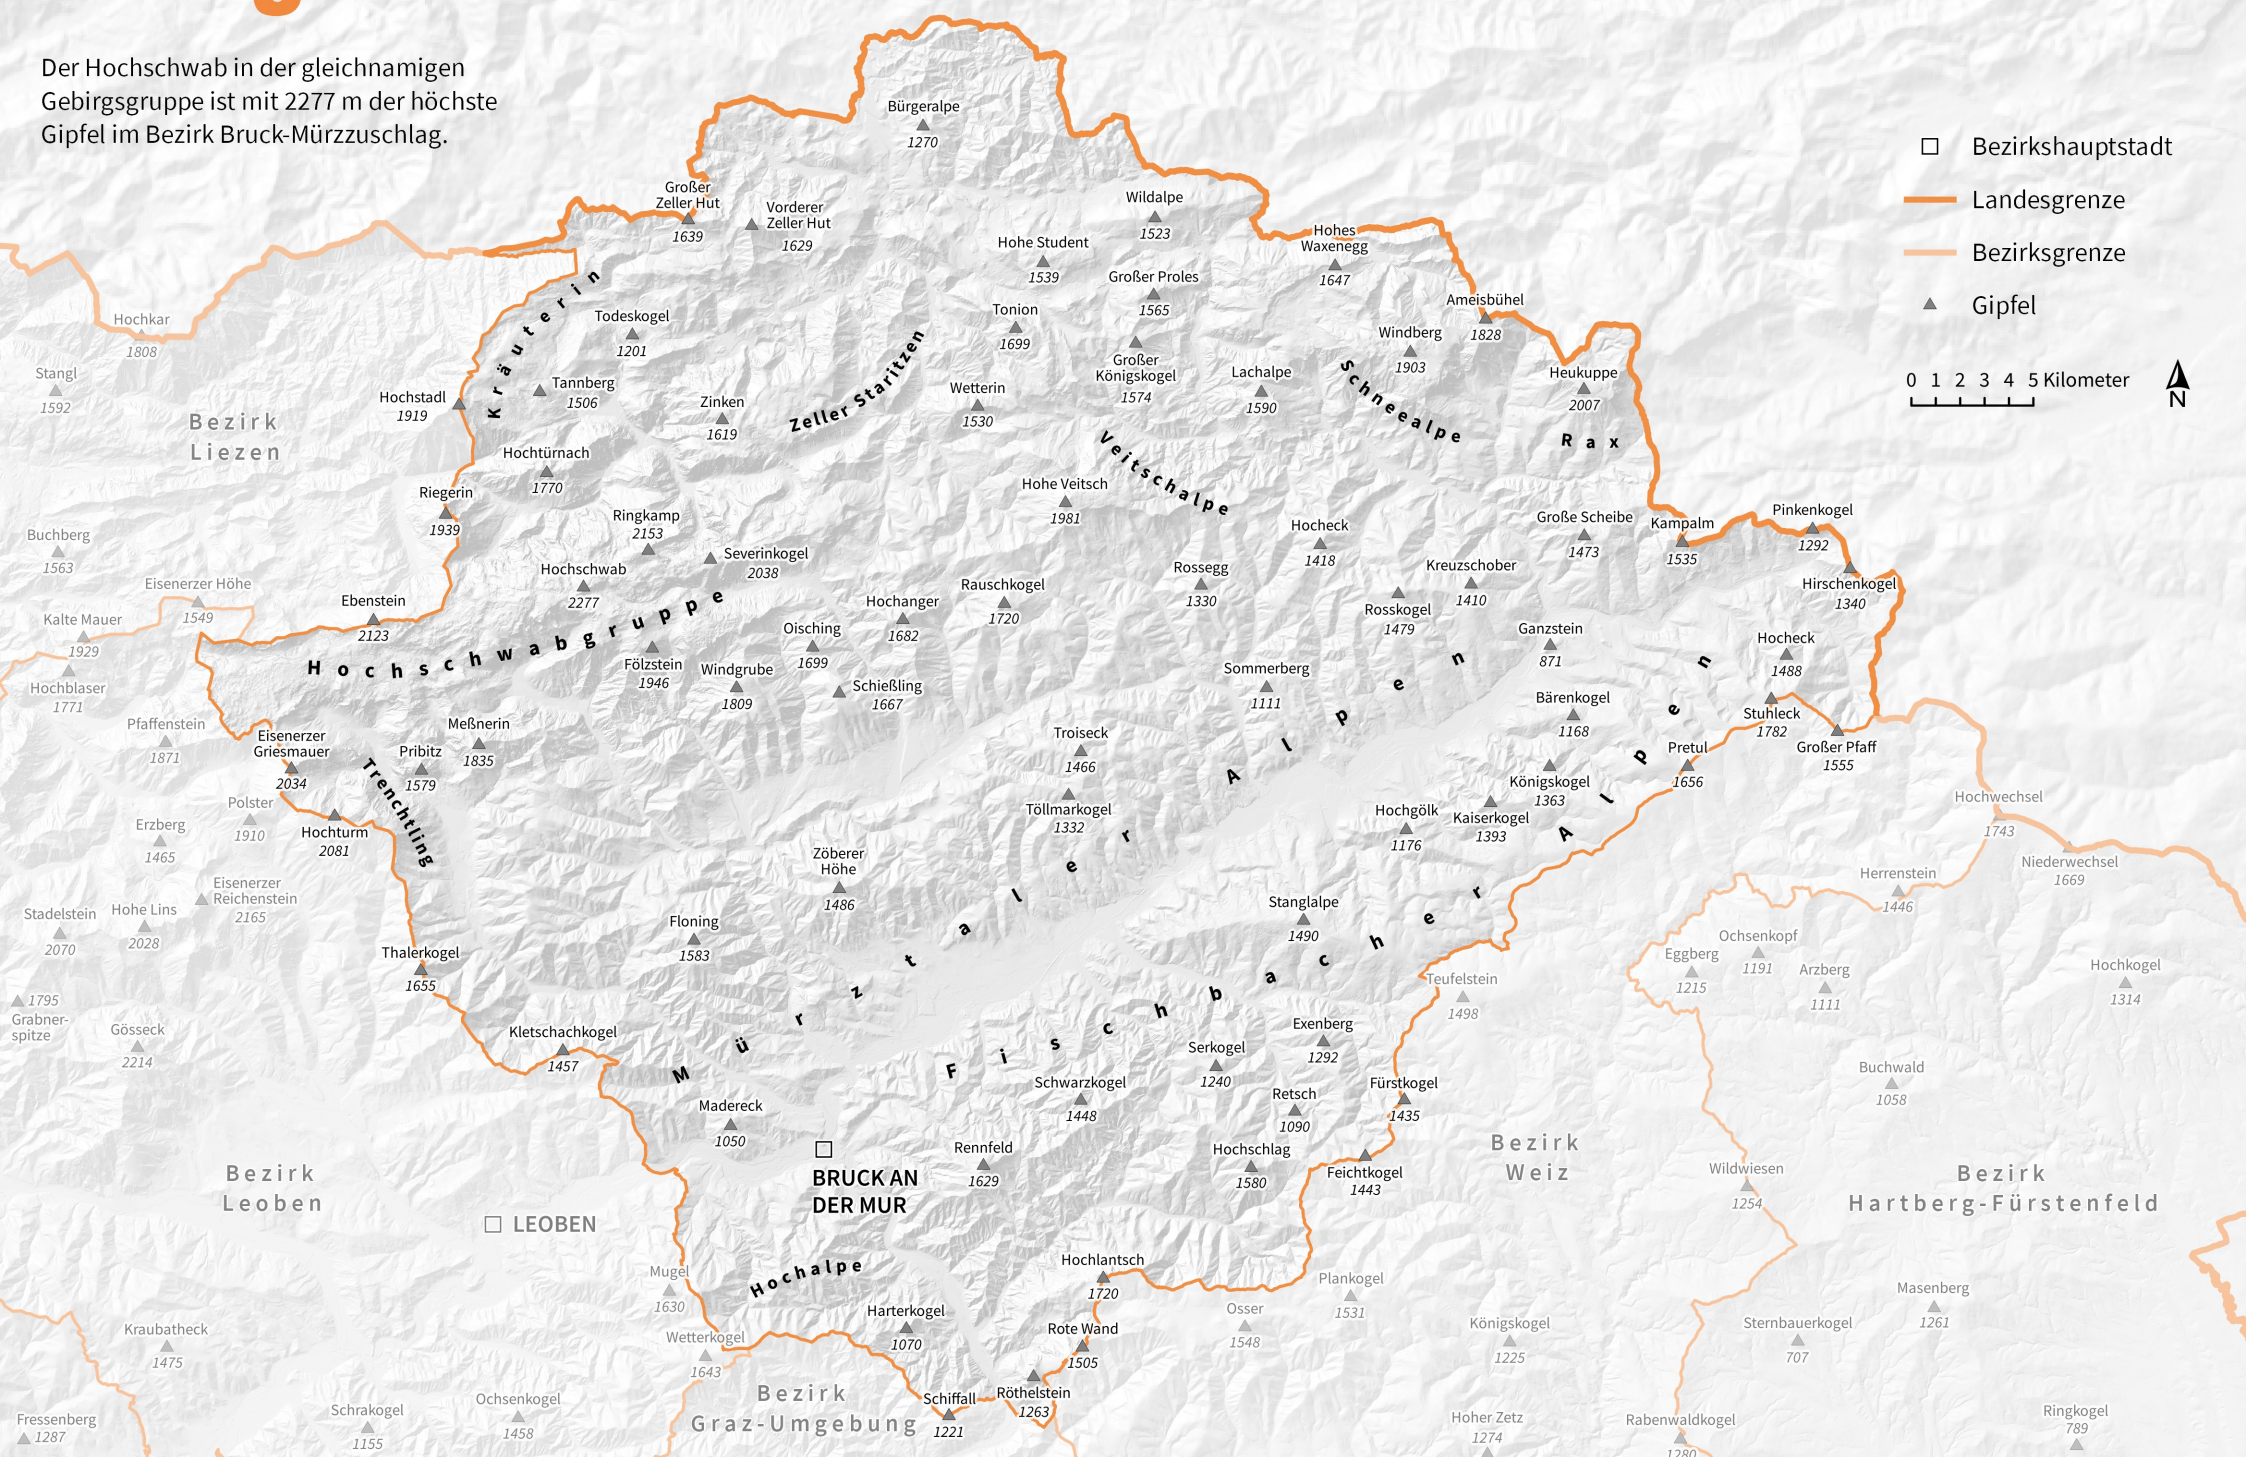 Der Hochschwab in der gleichnamigen
Gebirgsgruppe ist mit 2277 m der höchste
Gipfel im Bezirk Bruck-Mürzzuschlag.
Bezirkshauptstadt
Landesgrenze
Bezirksgrenze
Gipfel
0 1 2 3 4 5 Kilometer
N
Bürgeralpe
1270
Großer
Zeller Hut
1639
Vorderer
Zeller Hut
1629
Wildalpe
1523
Hohe Student
1539
Hohes
Waxenegg
1647
Großer Proles
1565
Ameisbühel
1828
Tonion
1699
Todeskogel
1201
Kräuterin
Hochkar
1808
Windberg
1903
Großer
Königskogel
1574
Lachalpe
1590
Heukuppe
2007
Stangl
1592
Tannberg
1506
Hochstadl
1919
Zinken
1619
Zeller Staritzen
Wetterin
1530
Schneealpe
Rax
Bezirk
Liezen
Hochtürnach
1770
Veitschalpe
Riegerin
1939
Hohe Veitsch
1981
Ringkamp
2153
Große Scheibe
1473
Kampalm
1535
Pinkenkogel
1292
Hocheck
1418
Buchberg
1563
Severinkogel
2038
Hochschwab
2277
Rossegg
1330
Kreuzschober
1410
Hirschenkogel
1340
Eisenerzer Höhe
1549
Rauschkogel
1720
Hochanger
1682
Rosskogel
1479
Ebenstein
2123
Kalte Mauer
1929
Oisching
1699
Ganzstein
871
Hocheck
1488
Hochschwabgruppe
Fölzstein
1946
Windgrube
1809
Schießling
1667
Sommerberg
1111
Hochblaser
1771
Bärenkogel
1168
Stuhleck
1782
Großer Pfaff
1555
Pfaffenstein
1871
Meßnerin
1835
Eisenerzer
Griesmauer
2034
Pribitz
1579
Troiseck
1466
Pretul
1656
Trenchtling
Königskogel
1363
Polster
1910
Töllmarkogel
1332
Hochgölk
1176
Kaiserkogel
1393
Hochwechsel
1743
Erzberg
1465
Hochturm
2081
Zöberer
Höhe
1486
Niederwechsel
1669
Herrenstein
1446
Eisenerzer
Reichenstein
2165
Stadelstein
2070
Hohe Lins
2028
Stanglalpe
1490
Floning
1583
Mürztaler Alpen
Ochsenkopf
1191
Eggberg
1215
Thalerkogel
1655
Arzberg
1111
Hochkogel
1314
Teufelstein
1498
1795
Grabner-
spitze
Fischbacher Alpen
Gösseck
2214
Kletschachkogel
1457
Exenberg
1292
Serkogel
1240
Buchwald
1058
Schwarzkogel
1448
Retsch
1090
Fürstkogel
1435
Madereck
1050
Rennfeld
1629
Hochschlag
1580
Feichtkogel
1443
Bezirk
Weiz
BRUCK AN
DER MUR
Bezirk
Leoben
LEOBEN
Wildwiesen
1254
Bezirk
Hartberg-Fürstenfeld
Hochalpe
Hochlantsch
1720
Mugel
1630
Plankogel
1531
Masenberg
1261
Harterkogel
1070
Osser
1548
Kraubatheck
1475
Wetterkogel
1643
Rote Wand
1505
Königskogel
1225
Sternbauerkogel
707
Bezirk
Graz-Umgebung
Röthelstein
1263
Schiffall
1221
Ochsenkogel
1458
Schrakogel
1155
Fressenberg
1287
Hoher Zetz
1274
Rabenwaldkogel
1280
Ringkogel
789